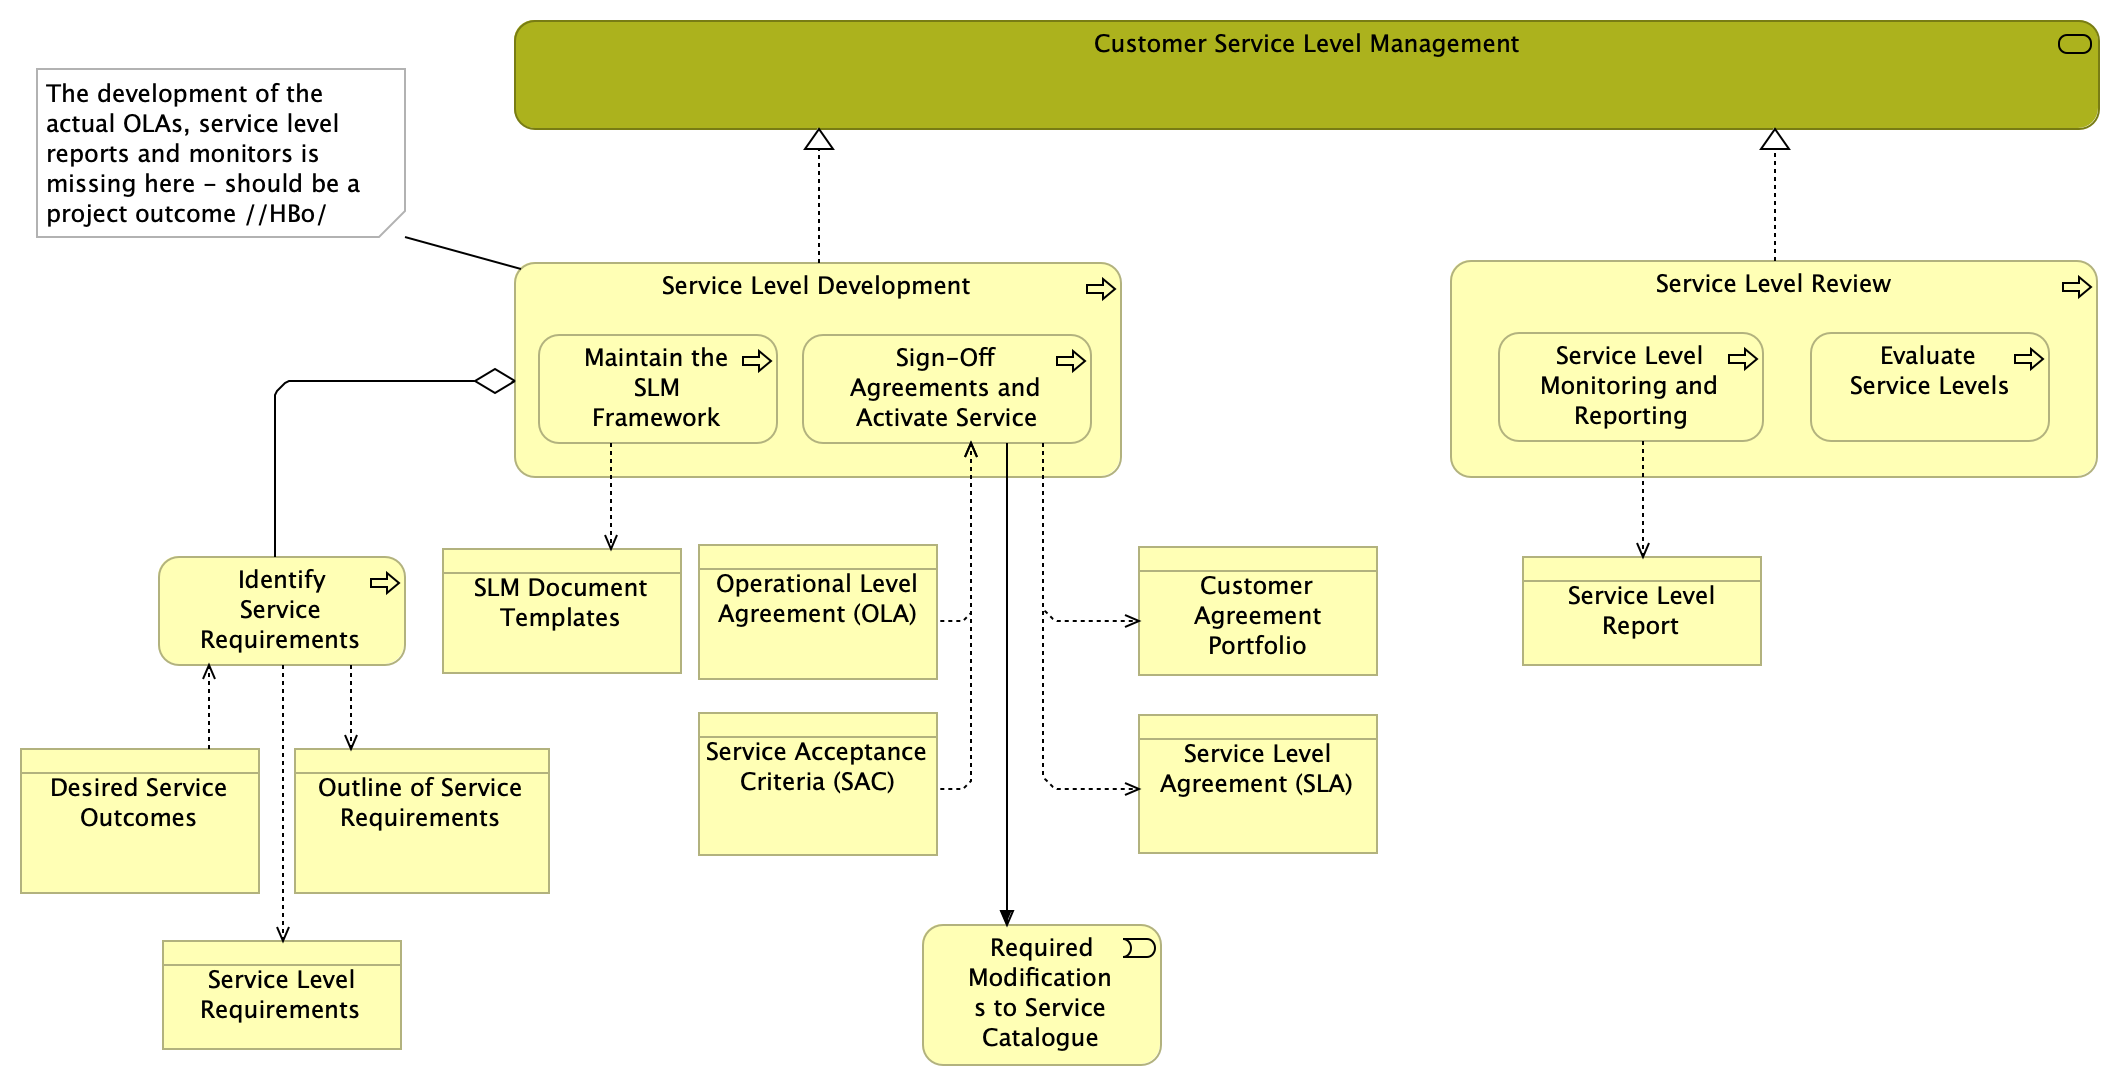 Customer Service Level Management
The development of the
actual OLAs, service level
reports and monitors is
missing here – should be a
project outcome //HBo/
Service Level Development
Maintain the
SLM
Framework
Sign-Off
Agreements and
Activate Service
Service Level Review
Service Level
Monitoring and
Reporting
Evaluate
Service Levels
Identify
Service
Requirements
SLM Document
Templates
Operational Level
Agreement (OLA)
Customer
Agreement
Portfolio
Service Level
Report
Desired Service
Outcomes
Outline of Service
Requirements
Service Acceptance
Criteria (SAC)
Service Level
Agreement (SLA)
Service Level
Requirements
Required
Modification
s to Service
Catalogue